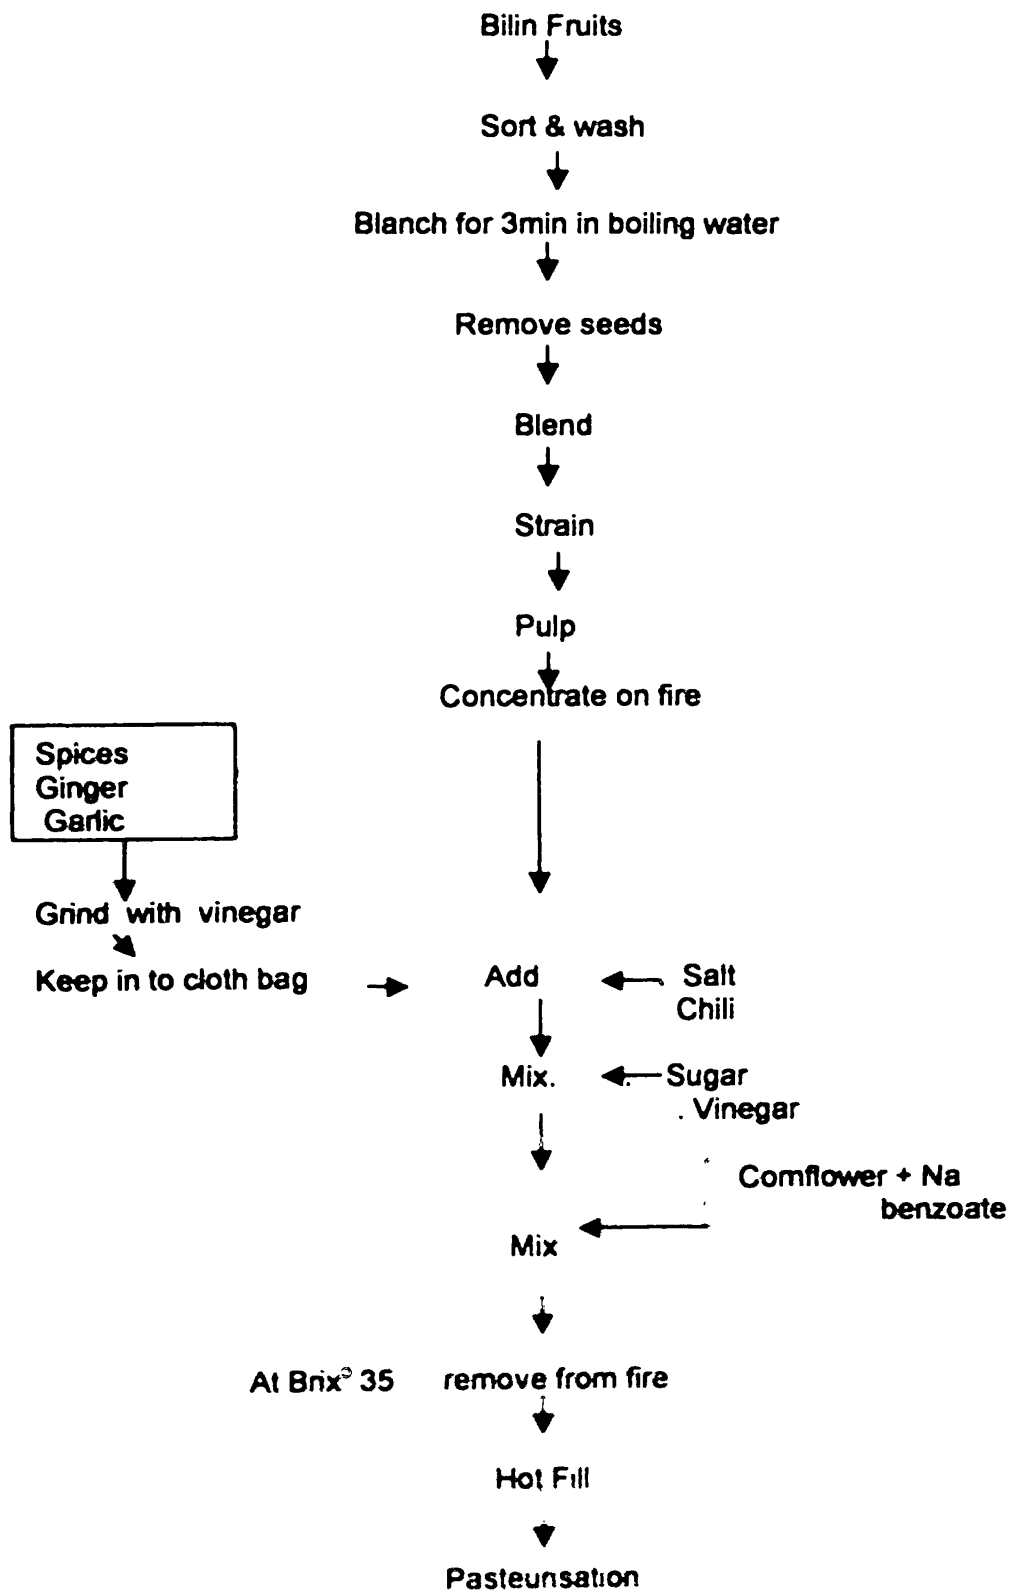 Bilin Fruits
Sort & wash
Blanch for 3min in boiling water
Remove seeds
Blend
Strain
Pulp
Concentrate on fire
Spices
Ginger
Garlic
Grind with vinegar
Keep in to cloth bag
Add
Salt
Chili
Mix.
Sugar
Vinegar
Cornflower + Na
benzoate
Mix
At Brix° 35 remove from fire
Hot Fill
Pasteurisation